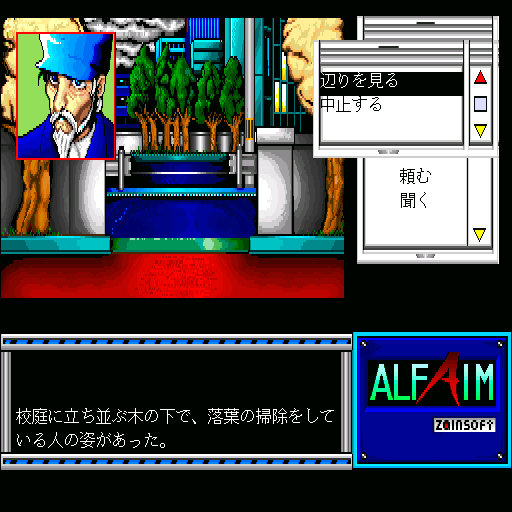 辺りを見る
中止する
頼む
聞く
校庭に立ち並ぶ木の下で、落葉の掃除をして
いる人の姿があった。
ALFAIM
ZAINSOFT